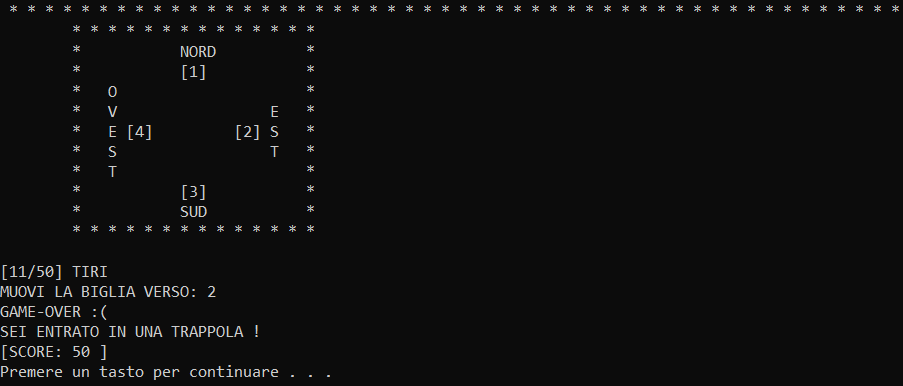 * * * * * * * * * * * * * * * * * * * * * * * * * * * * * * * * * * * * * * * * * * * * * * * * * *
* * * * * * * * * * * * * *
* NORD *
* [1] *
* O *
* V E *
* E [4] [2] S *
* S T *
* T *
* [3] *
* SUD *
* * * * * * * * * * * * * *
[11/50] TIRI
MUOVI LA BIGLIA VERSO: 2
GAME-OVER :(
SEI ENTRATO IN UNA TRAPPOLA !
[SCORE: 50 ]
Premere un tasto per continuare . . .